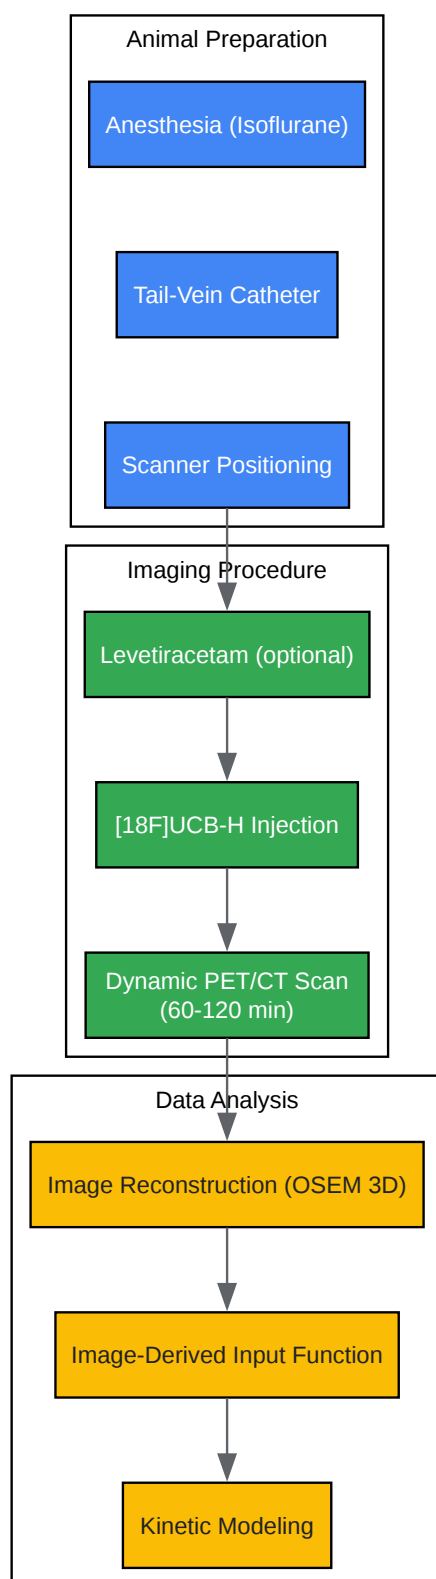 Animal Preparation
Anesthesia (Isoflurane)
Tail-Vein Catheter
Scanner Positioning
Imaging Procedure
Levetiracetam (optional)
[18F]UCB-H Injection
Dynamic PET/CT Scan
(60-120 min)
Data Analysis
Image Reconstruction (OSEM 3D)
Image-Derived Input Function
Kinetic Modeling